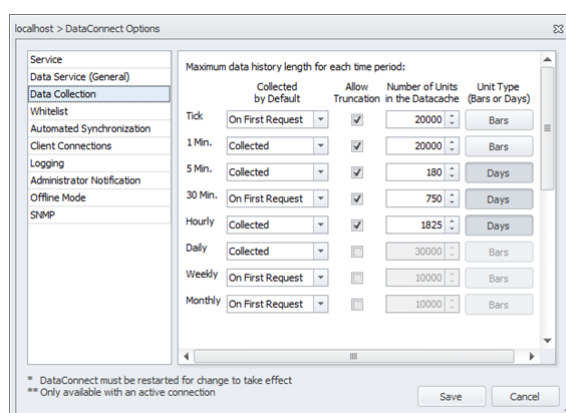 localhost > DataConnect Options
Service
Data Service (General)
Data Collection
Whitelist
Automated Synchronization
Client Connections
Logging
Administrator Notification
Offline Mode
SNMP
Maximum data history length for each time period:
Collected by Default Allow Truncation Number of Units in the Datacache Unit Type (Bars or Days)
Tick On First Request 20000 Bars
1 Min. Collected 20000 Bars
5 Min. Collected 180 Days
30 Min. On First Request 750 Days
Hourly Collected 1825 Days
Daily Collected 30000 Bars
Weekly On First Request 10000 Bars
Monthly On First Request 10000 Bars
* DataConnect must be restarted for change to take effect
** Only available with an active connection
Save Cancel